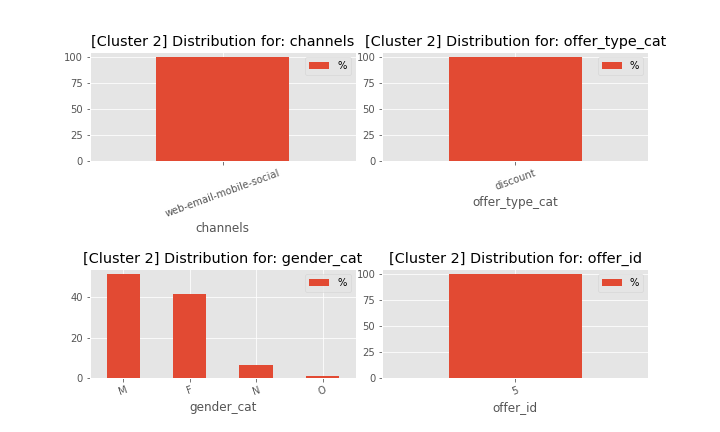 [Cluster 2] Distribution for: channels
100
75
50
25
0
%
web-email-mobile-social
channels
[Cluster 2] Distribution for: offer_type_cat
100
75
50
25
0
%
discount
offer_type_cat
[Cluster 2] Distribution for: gender_cat
40
20
0
%
M F N O
gender_cat
[Cluster 2] Distribution for: offer_id
100
75
50
25
0
%
5
offer_id